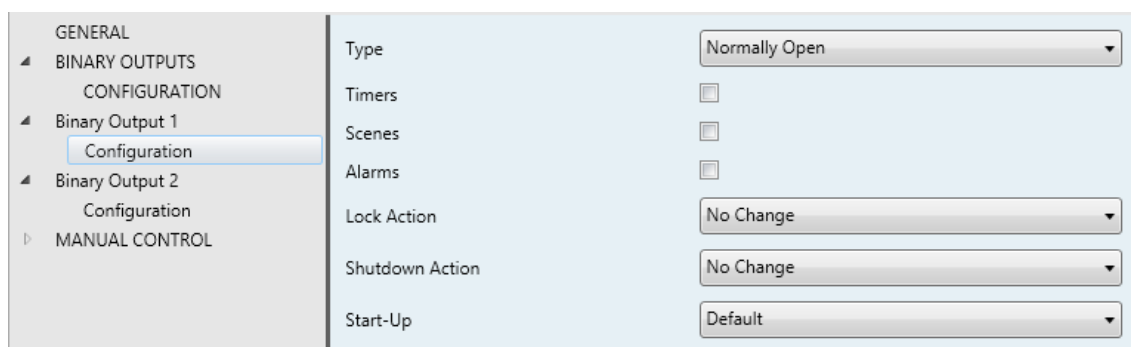 GENERAL
BINARY OUTPUTS
CONFIGURATION
Binary Output 1
Configuration
Binary Output 2
Configuration
MANUAL CONTROL
Type
Normally Open
Timers
Scenes
Alarms
Lock Action
No Change
Shutdown Action
No Change
Start-Up
Default